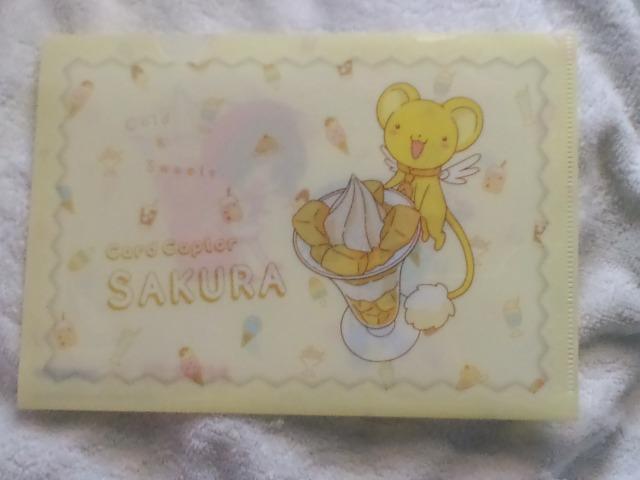 Cold
&
Sweets
Card Captor
SAKURA